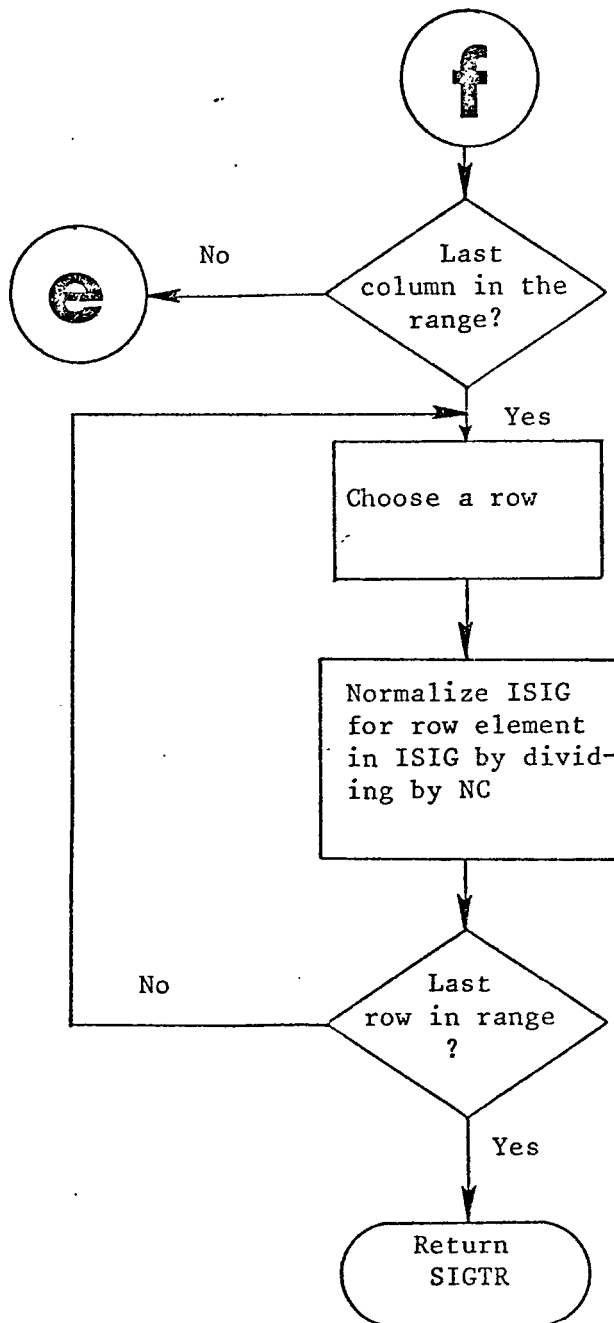 f
Last
column in the
range?
No
e
Yes
Choose a row
Normalize ISIG
for row element
in ISIG by divid-
ing by NC
Last
row in range
?
No
Yes
Return
SIGTR